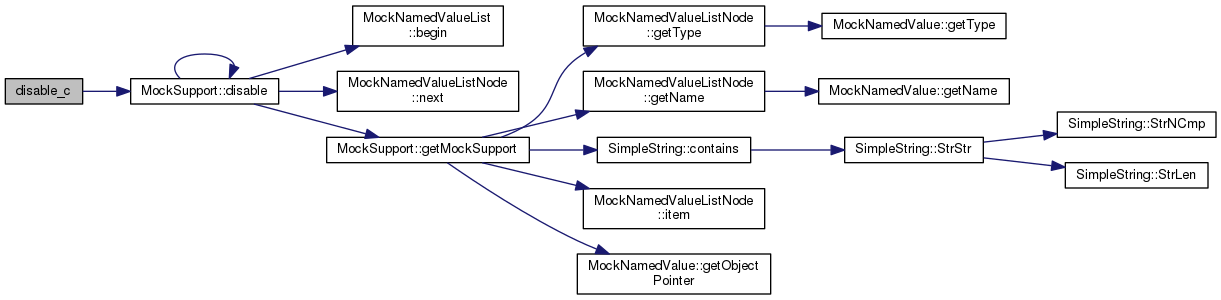 disable_c
MockSupport::disable
MockNamedValueList
::begin
MockNamedValueListNode
::next
MockSupport::getMockSupport
MockNamedValueListNode
::getType
MockNamedValueListNode
::getName
SimpleString::contains
MockNamedValueListNode
::item
MockNamedValue::getObject
Pointer
MockNamedValue::getType
MockNamedValue::getName
SimpleString::StrStr
SimpleString::StrNCmp
SimpleString::StrLen